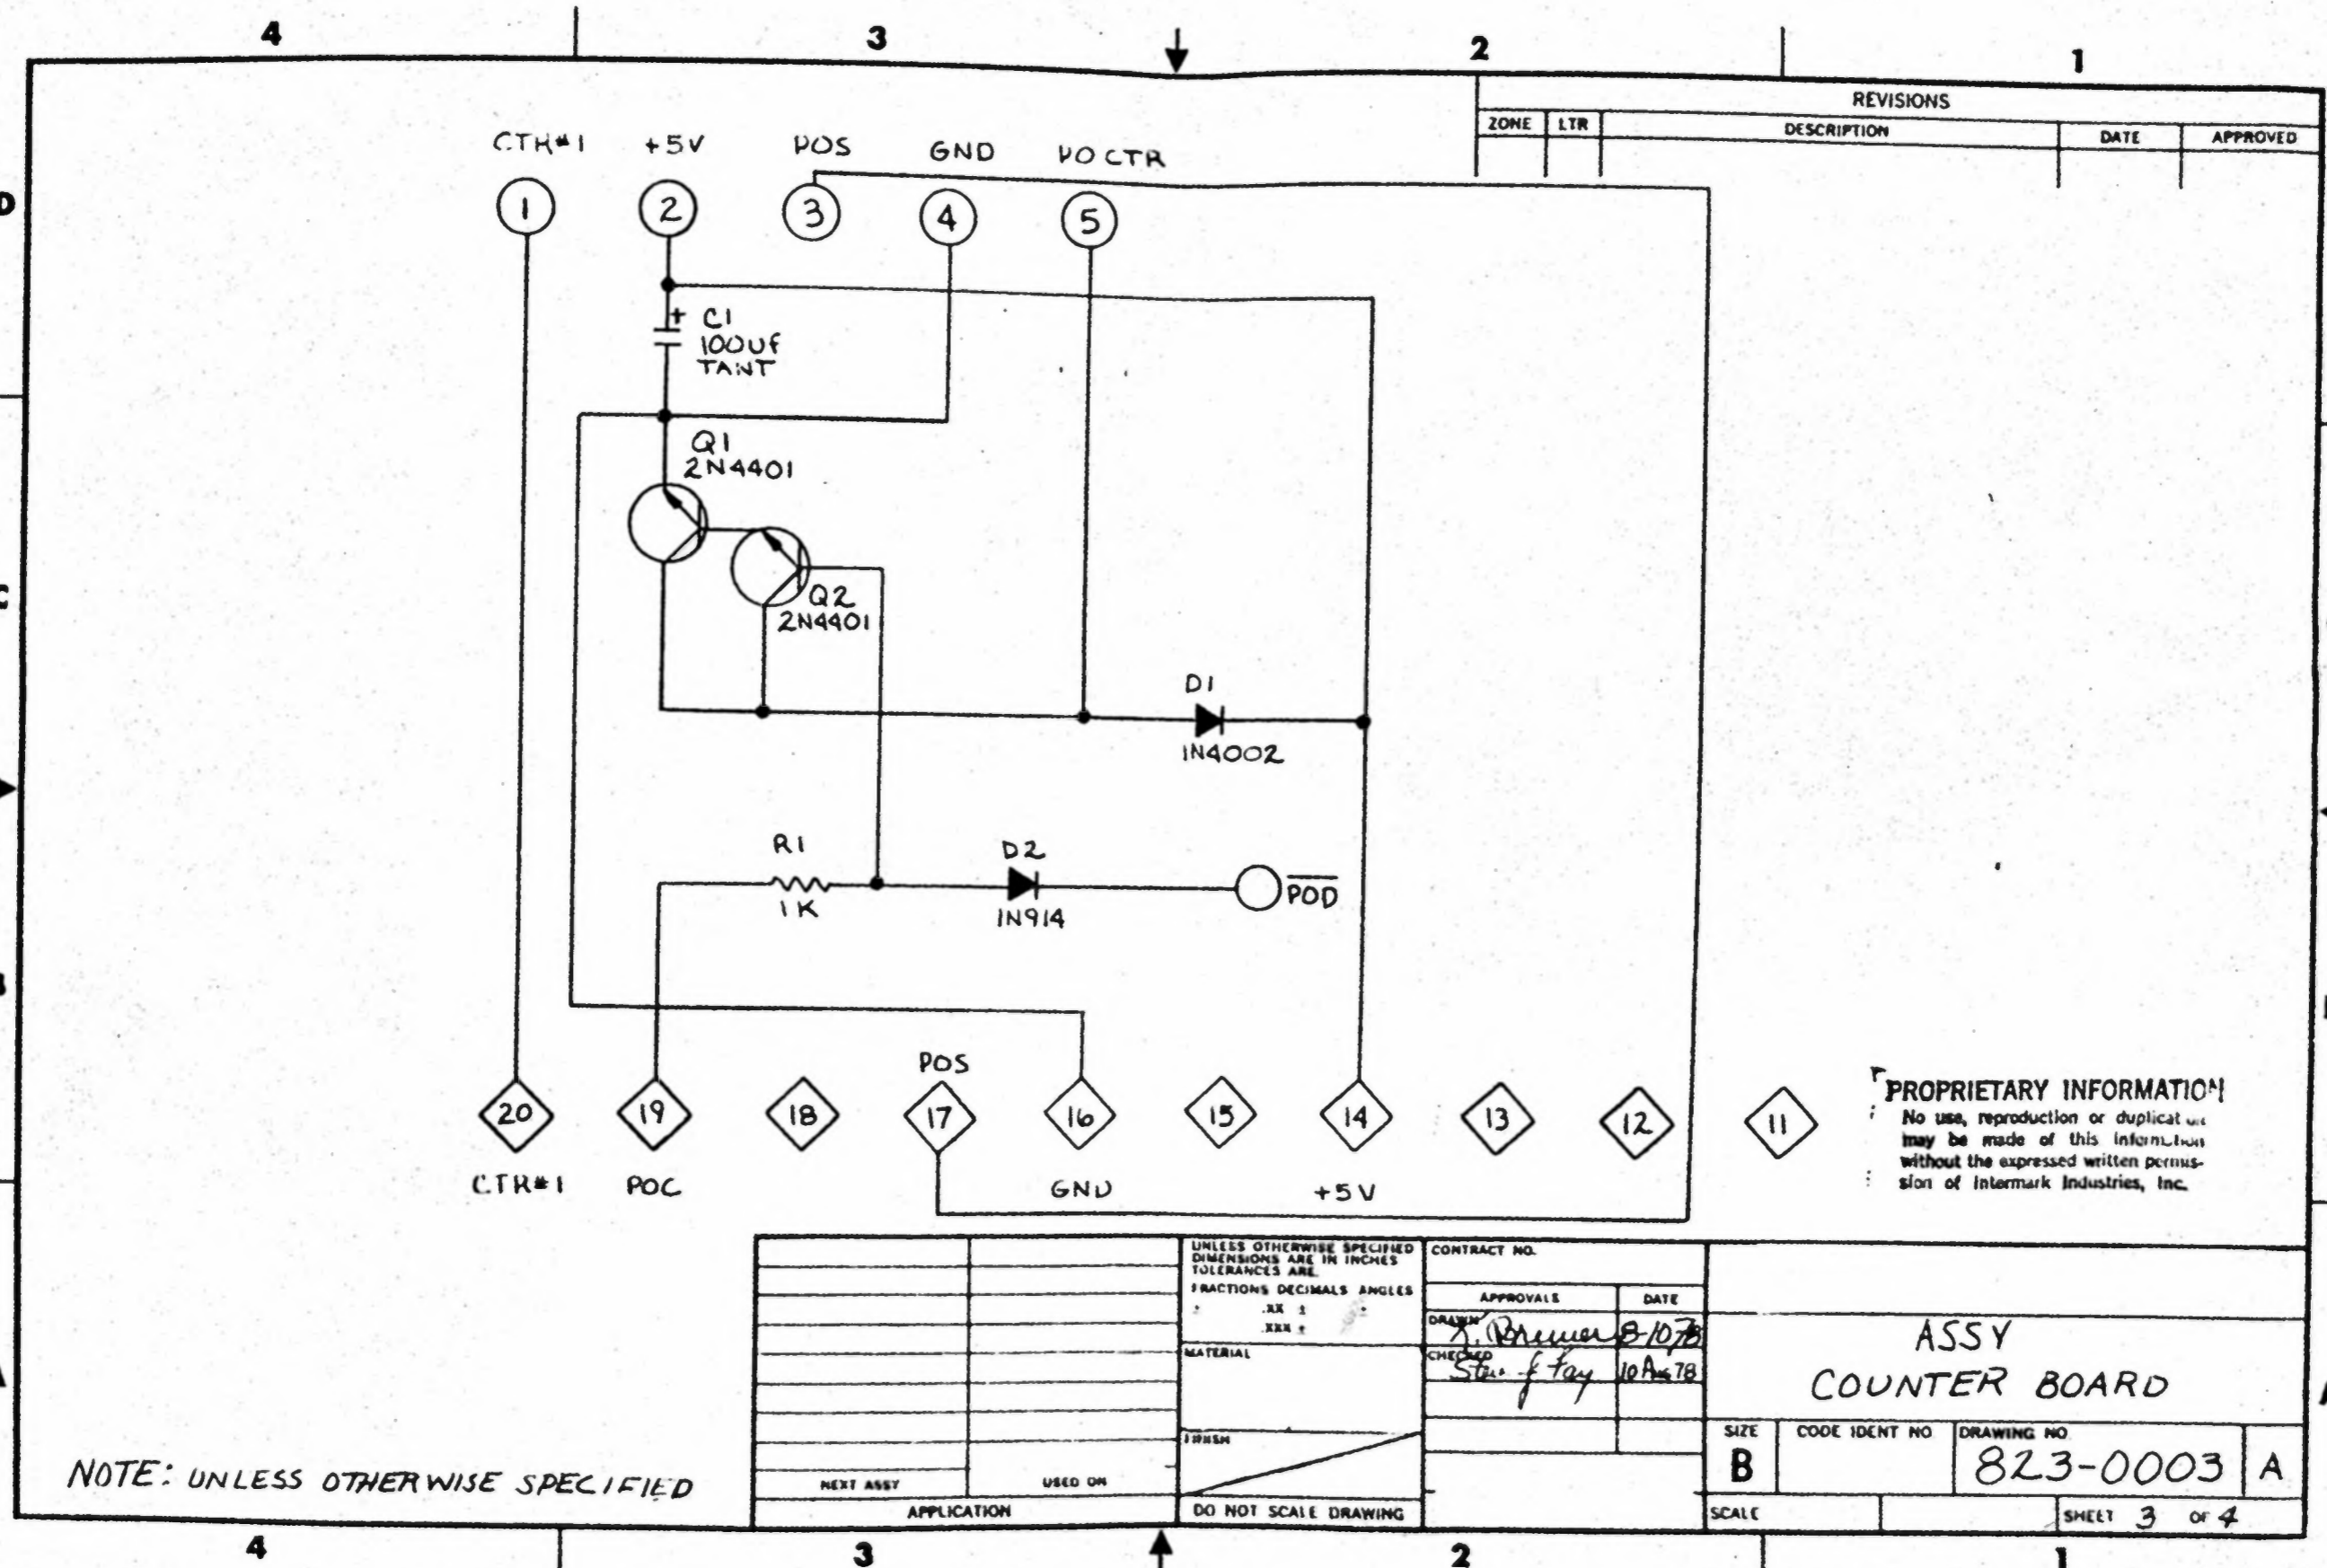 4 3 2 1
REVISIONS
ZONE LTR DESCRIPTION DATE APPROVED
CTR#1 +5V POS GND POCTR
D
1 2 3 4 5
+ C1
100uf
TANT
Q1
2N4401
C
Q2
2N4401
D1
1N4002
R1 D2
1K 1N914 POD
POS
20 19 18 17 16 15 14 13 12 11
CTR#1 POC GND +5V
PROPRIETARY INFORMATION
No use, reproduction or duplication
may be made of this information
without the expressed written permis-
sion of Intermark Industries, Inc.
UNLESS OTHERWISE SPECIFIED
DIMENSIONS ARE IN INCHES
TOLERANCES ARE
FRACTIONS DECIMALS ANGLES
± .XX ± ±
.XXX ±
MATERIAL
FINISH
DO NOT SCALE DRAWING
CONTRACT NO.
APPROVALS DATE
DRAWN K. Bremer 8-10-78
CHECKED Fay 10 Aug 78
ASSY
COUNTER BOARD
SIZE CODE IDENT NO DRAWING NO
B 823-0003 A
SCALE SHEET 3 OF 4
NEXT ASSY USED ON
APPLICATION
NOTE: UNLESS OTHERWISE SPECIFIED
4 3 2 1